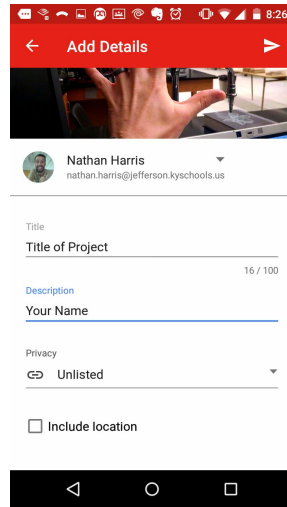 8:26
Add Details
Nathan Harris
nathan.harris@jefferson.kyschools.us
Title
Title of Project
16 / 100
Description
Your Name
Privacy
Unlisted
Include location